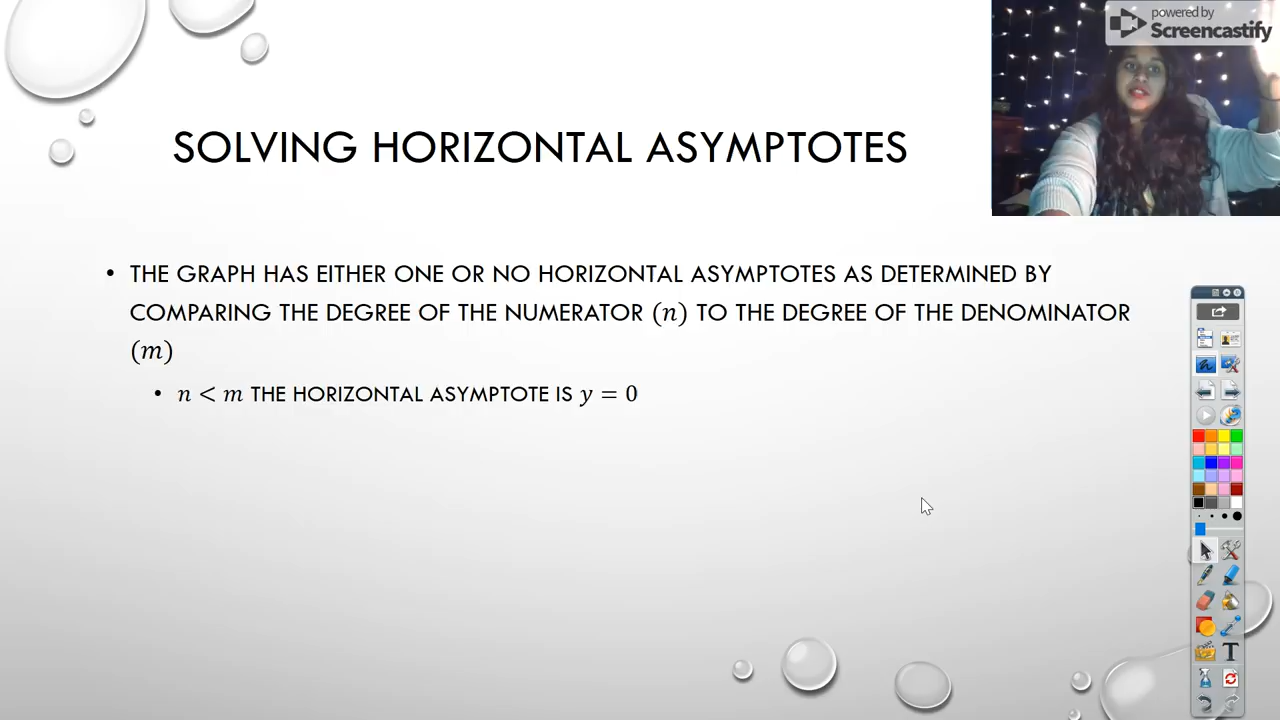 powered by
Screencastify
SOLVING HORIZONTAL ASYMPTOTES
• THE GRAPH HAS EITHER ONE OR NO HORIZONTAL ASYMPTOTES AS DETERMINED BY
COMPARING THE DEGREE OF THE NUMERATOR (n) TO THE DEGREE OF THE DENOMINATOR
(m)
• n < m THE HORIZONTAL ASYMPTOTE IS y = 0
T